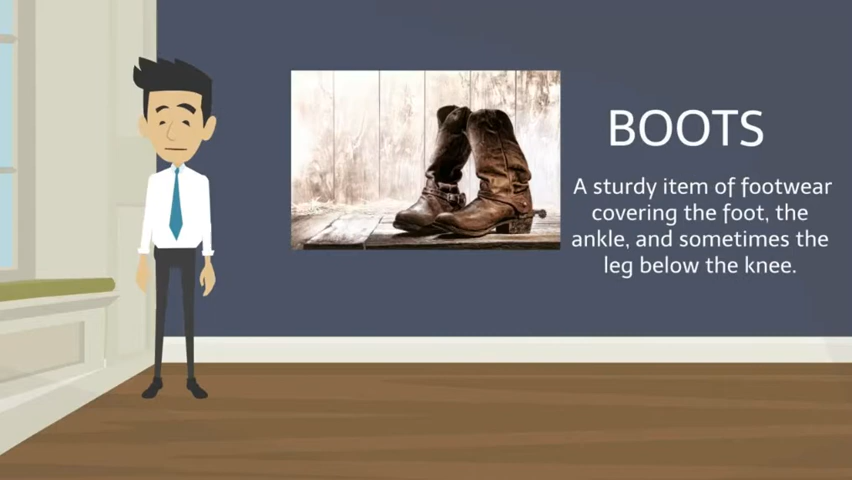 BOOTS
A sturdy item of footwear
covering the foot, the
ankle, and sometimes the
leg below the knee.